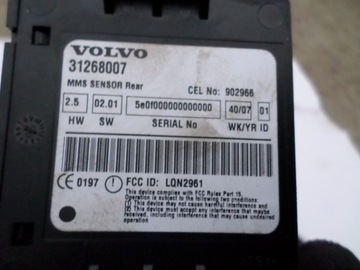 VOLVO
31268007
MMS SENSOR Rear CEL No: 902966
2.5 02.01 5e0f000000000000 40/07 01
HW SW SERIAL No WK/YR ID
CE 0197 ! FCC ID: LQN2961
This device complies with FCC Rules Part 15.
Operation is subject to the following two conditions:
(1) This device may not cause harmful interference, and
(2) This device must accept any interference that may be
received, including interference that may cause undesired
operation.